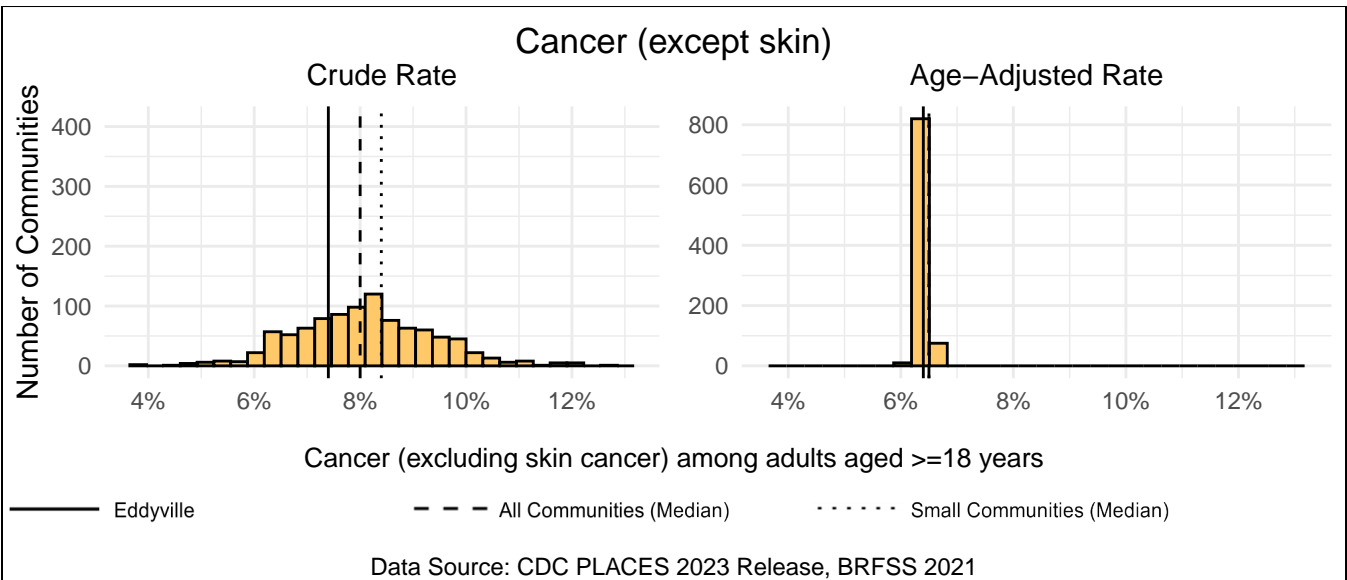 Cancer (except skin)
Crude Rate
Age−Adjusted Rate
Number of Communities
400
300
200
100
0
4%
6%
8%
10%
12%
800
600
400
200
0
4%
6%
8%
10%
12%
Cancer (excluding skin cancer) among adults aged >=18 years
Eddyville
All Communities (Median)
Small Communities (Median)
Data Source: CDC PLACES 2023 Release, BRFSS 2021